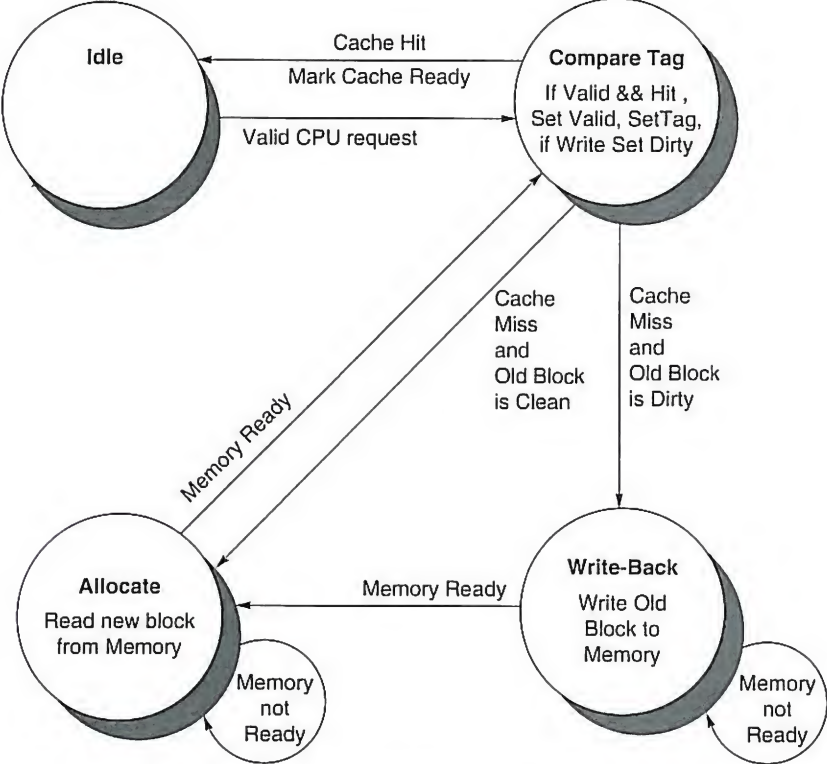 Idle
Cache Hit
Mark Cache Ready
Valid CPU request
Compare Tag
If Valid && Hit ,
Set Valid, SetTag,
if Write Set Dirty
Cache
Miss
and
Old Block
is Clean
Cache
Miss
and
Old Block
is Dirty
Memory Ready
Allocate
Read new block
from Memory
Memory
not
Ready
Memory Ready
Write-Back
Write Old
Block to
Memory
Memory
not
Ready